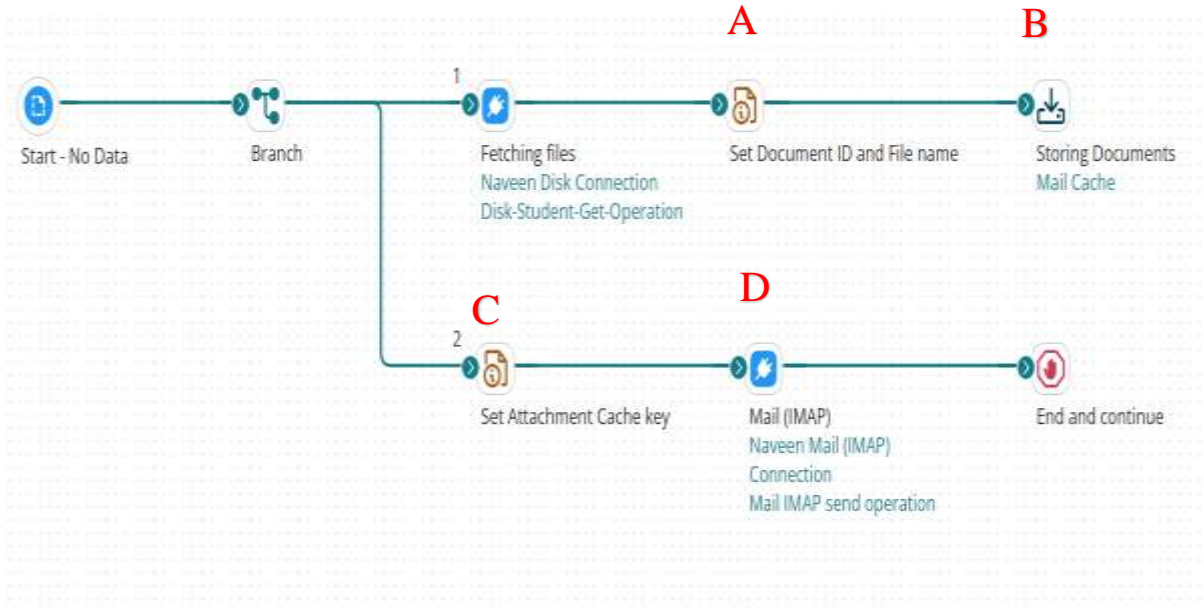 A
B
1
Start - No Data
Branch
Fetching files
Naveen Disk Connection
Disk-Student-Get-Operation
Set Document ID and File name
Storing Documents
Mail Cache
C
D
2
Set Attachment Cache key
Mail (IMAP)
Naveen Mail (IMAP)
Connection
Mail IMAP send operation
End and continue